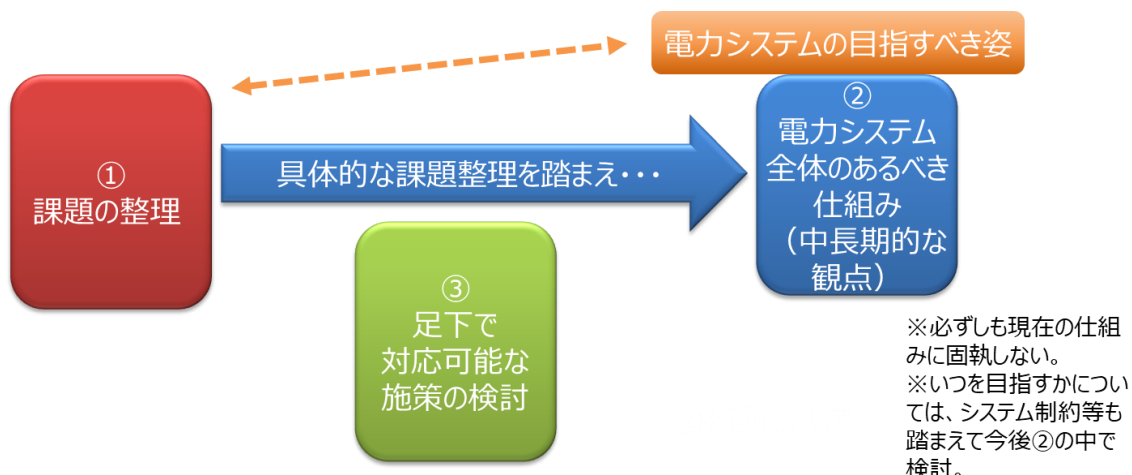 電力システムの目指すべき姿
①
課題の整理
具体的な課題整理を踏まえ・・・
②
電力システム
全体のあるべき
仕組み
（中長期的な
観点）
③
足下で
対応可能な
施策の検討
※必ずしも現在の仕組
みに固執しない。
※いつを目指すかについ
ては、システム制約等も
踏まえて今後②の中で
検討。